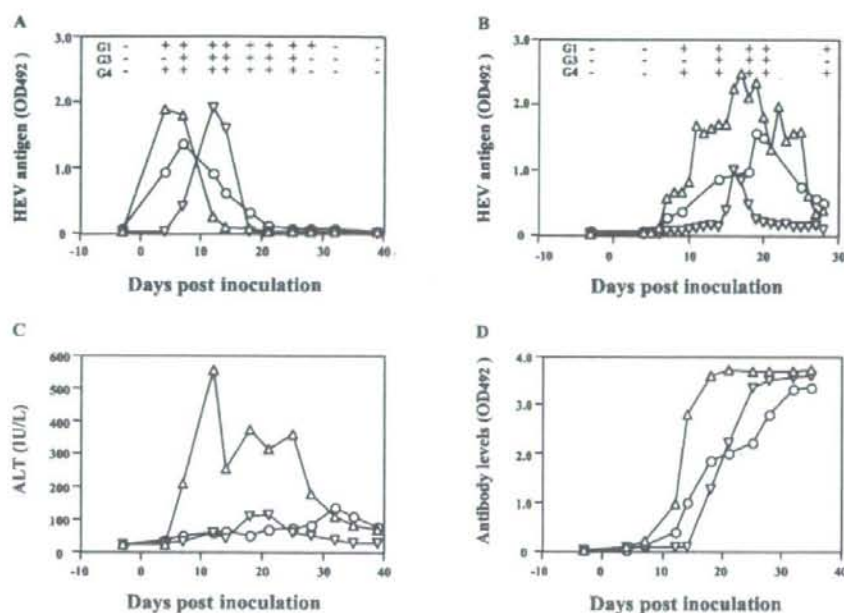 A
G1 - + + + + + + + + - -
G3 - - + + + + + + - - -
G4 - + + + + + + + - - -
3.0
2.0
1.0
0
HEV antigen (OD492)
-10 0 10 20 30 40
Days post inoculation
B
G1 - - + + + + +
G3 - - - + + + -
G4 - - + + + + +
3.0
2.0
1.0
0
HEV antigen (OD492)
-10 0 10 20 30 40
Days post inoculation
C
600
500
400
300
200
100
00
ALT (IU/L)
-10 0 10 20 30 40
Days post inoculation
D
4.0
3.0
2.0
1.0
0
Antibody levels (OD492)
-10 0 10 20 30 40
Days post inoculation